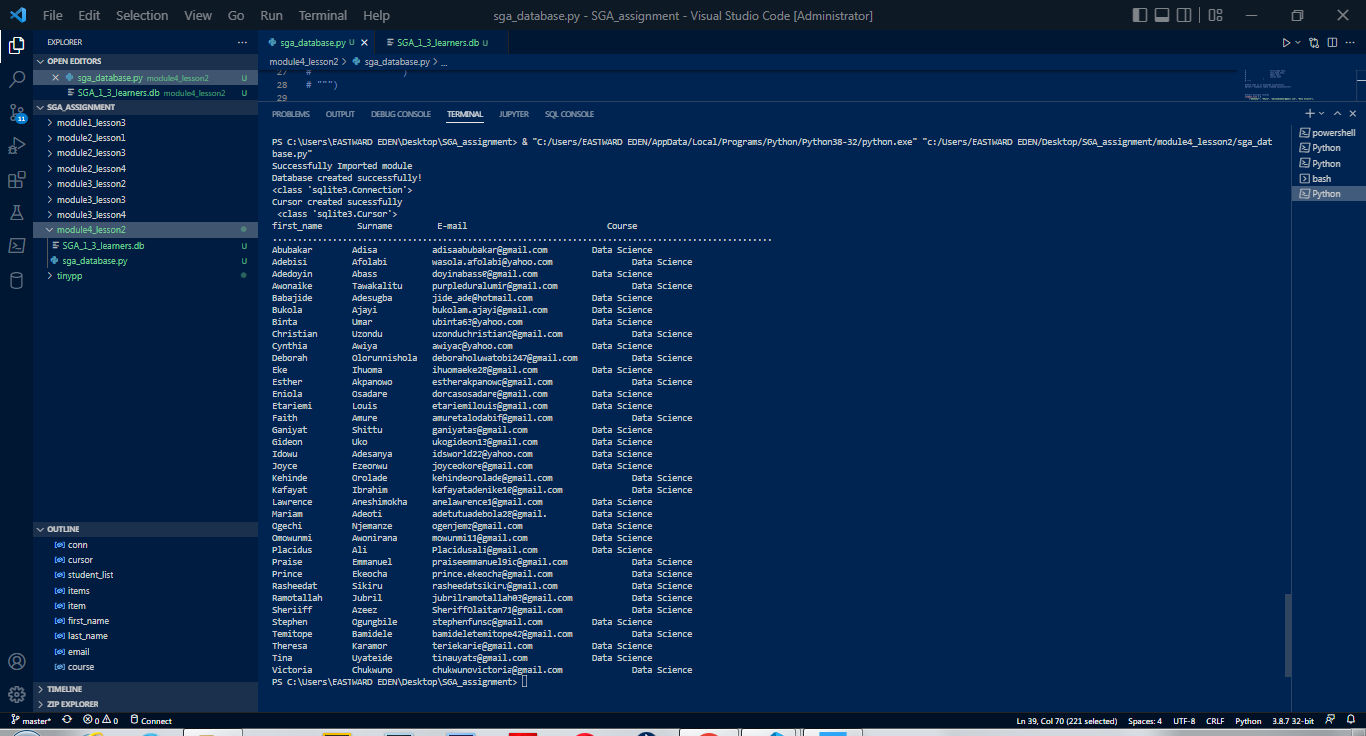 File Edit Selection View Go Run Terminal Help sga_database.py - SGA_assignment - Visual Studio Code [Administrator]
EXPLORER
OPEN EDITORS
sga_database.py module4_lesson2 U
SGA_1_3_learners.db module4_lesson2 U
SGA_ASSIGNMENT
module1_lesson3
module2_lesson1
module2_lesson3
module2_lesson4
module3_lesson2
module3_lesson3
module3_lesson4
module4_lesson2
SGA_1_3_learners.db U
sga_database.py U
tinypp
OUTLINE
conn
cursor
student_list
items
item
first_name
last_name
email
course
TIMELINE
ZIP EXPLORER
11
sga_database.py U SGA_1_3_learners.db U
module4_lesson2 > sga_database.py > ...
27 # )
28 # """)
29
PROBLEMS OUTPUT DEBUG CONSOLE TERMINAL JUPYTER SQL CONSOLE
PS C:\Users\EASTWARD EDEN\Desktop\SGA_assignment> & "C:/Users/EASTWARD EDEN/AppData/Local/Programs/Python/Python38-32/python.exe" "c:/Users/EASTWARD EDEN/Desktop/SGA_assignment/module4_lesson2/sga_dat
base.py"
Successfully Imported module
Database created successfully!
<class 'sqlite3.Connection'>
Cursor created sucessfully
<class 'sqlite3.Cursor'>
first_name Surname E-mail Course
....................................................................................................
Abubakar Adisa adisaabubakar@gmail.com Data Science
Adebisi Afolabi wasola.afolabi@yahoo.com Data Science
Adedoyin Abass doyinabass6@gmail.com Data Science
Awonaike Tawakalitu purpleduralumin@gmail.com Data Science
Babajide Adesugba jide_ade@hotmail.com Data Science
Bukola Ajayi bukolam.ajayi@gmail.com Data Science
Binta Umar ubinta63@yahoo.com Data Science
Christian Uzondu uzonduchristian2@gmail.com Data Science
Cynthia Awiya awiyac@yahoo.com Data Science
Deborah Olorunnishola deboraholuwatobi247@gmail.com Data Science
Eke Ihuoma ihuomaeke28@gmail.com Data Science
Esther Akpanowo estherakpanowo@gmail.com Data Science
Eniola Osadare dorcasosadare@gmail.com Data Science
Etariemi Louis etariemilouis@gmail.com Data Science
Faith Amure amuretalodabif@gmail.com Data Science
Ganiyat Shittu ganiyatas@gmail.com Data Science
Gideon Uko ukogideon13@gmail.com Data Science
Idowu Adesanya idsworld22@yahoo.com Data Science
Joyce Ezeonwu joyceokore@gmail.com Data Science
Kehinde Orolade kehindeorolade@gmail.com Data Science
Kafayat Ibrahim kafayatadenike10@gmail.com Data Science
Lawrence Aneshimokha anelawrence1@gmail.com Data Science
Mariam Adeoti adetutuadebola28@gmail. Data Science
Ogechi Njemanze ogenjemz@gmail.com Data Science
Omowunmi Awonirana mowunmi11@gmail.com Data Science
Placidus Ali Placidusali@gmail.com Data Science
Praise Emmanuel praiseemmanuel91c@gmail.com Data Science
Prince Ekeocha prince.ekeocha@gmail.com Data Science
Rasheedat Sikiru rasheedatsikiru@gmail.com Data Science
Ramotallah Jubril jubrilramotallah03@gmail.com Data Science
Sheriiff Azeez SheriffOlaitan71@gmail.com Data Science
Stephen Ogungbile stephenfunsc@gmail.com Data Science
Temitope Bamidele bamideletemitope42@gmail.com Data Science
Theresa Karamor teriekarie@gmail.com Data Science
Tina Uyateide tinauyats@gmail.com Data Science
Victoria Chukwuno chukwunovictoria@gmail.com Data Science
PS C:\Users\EASTWARD EDEN\Desktop\SGA_assignment>
powershell
Python
Python
bash
Python
master* 0 0 Connect Ln 39, Col 70 (221 selected) Spaces: 4 UTF-8 CRLF Python 3.8.7 32-bit